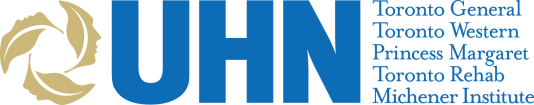 UHN
Toronto General
Toronto Western
Princess Margaret
Toronto Rehab
Michener Institute